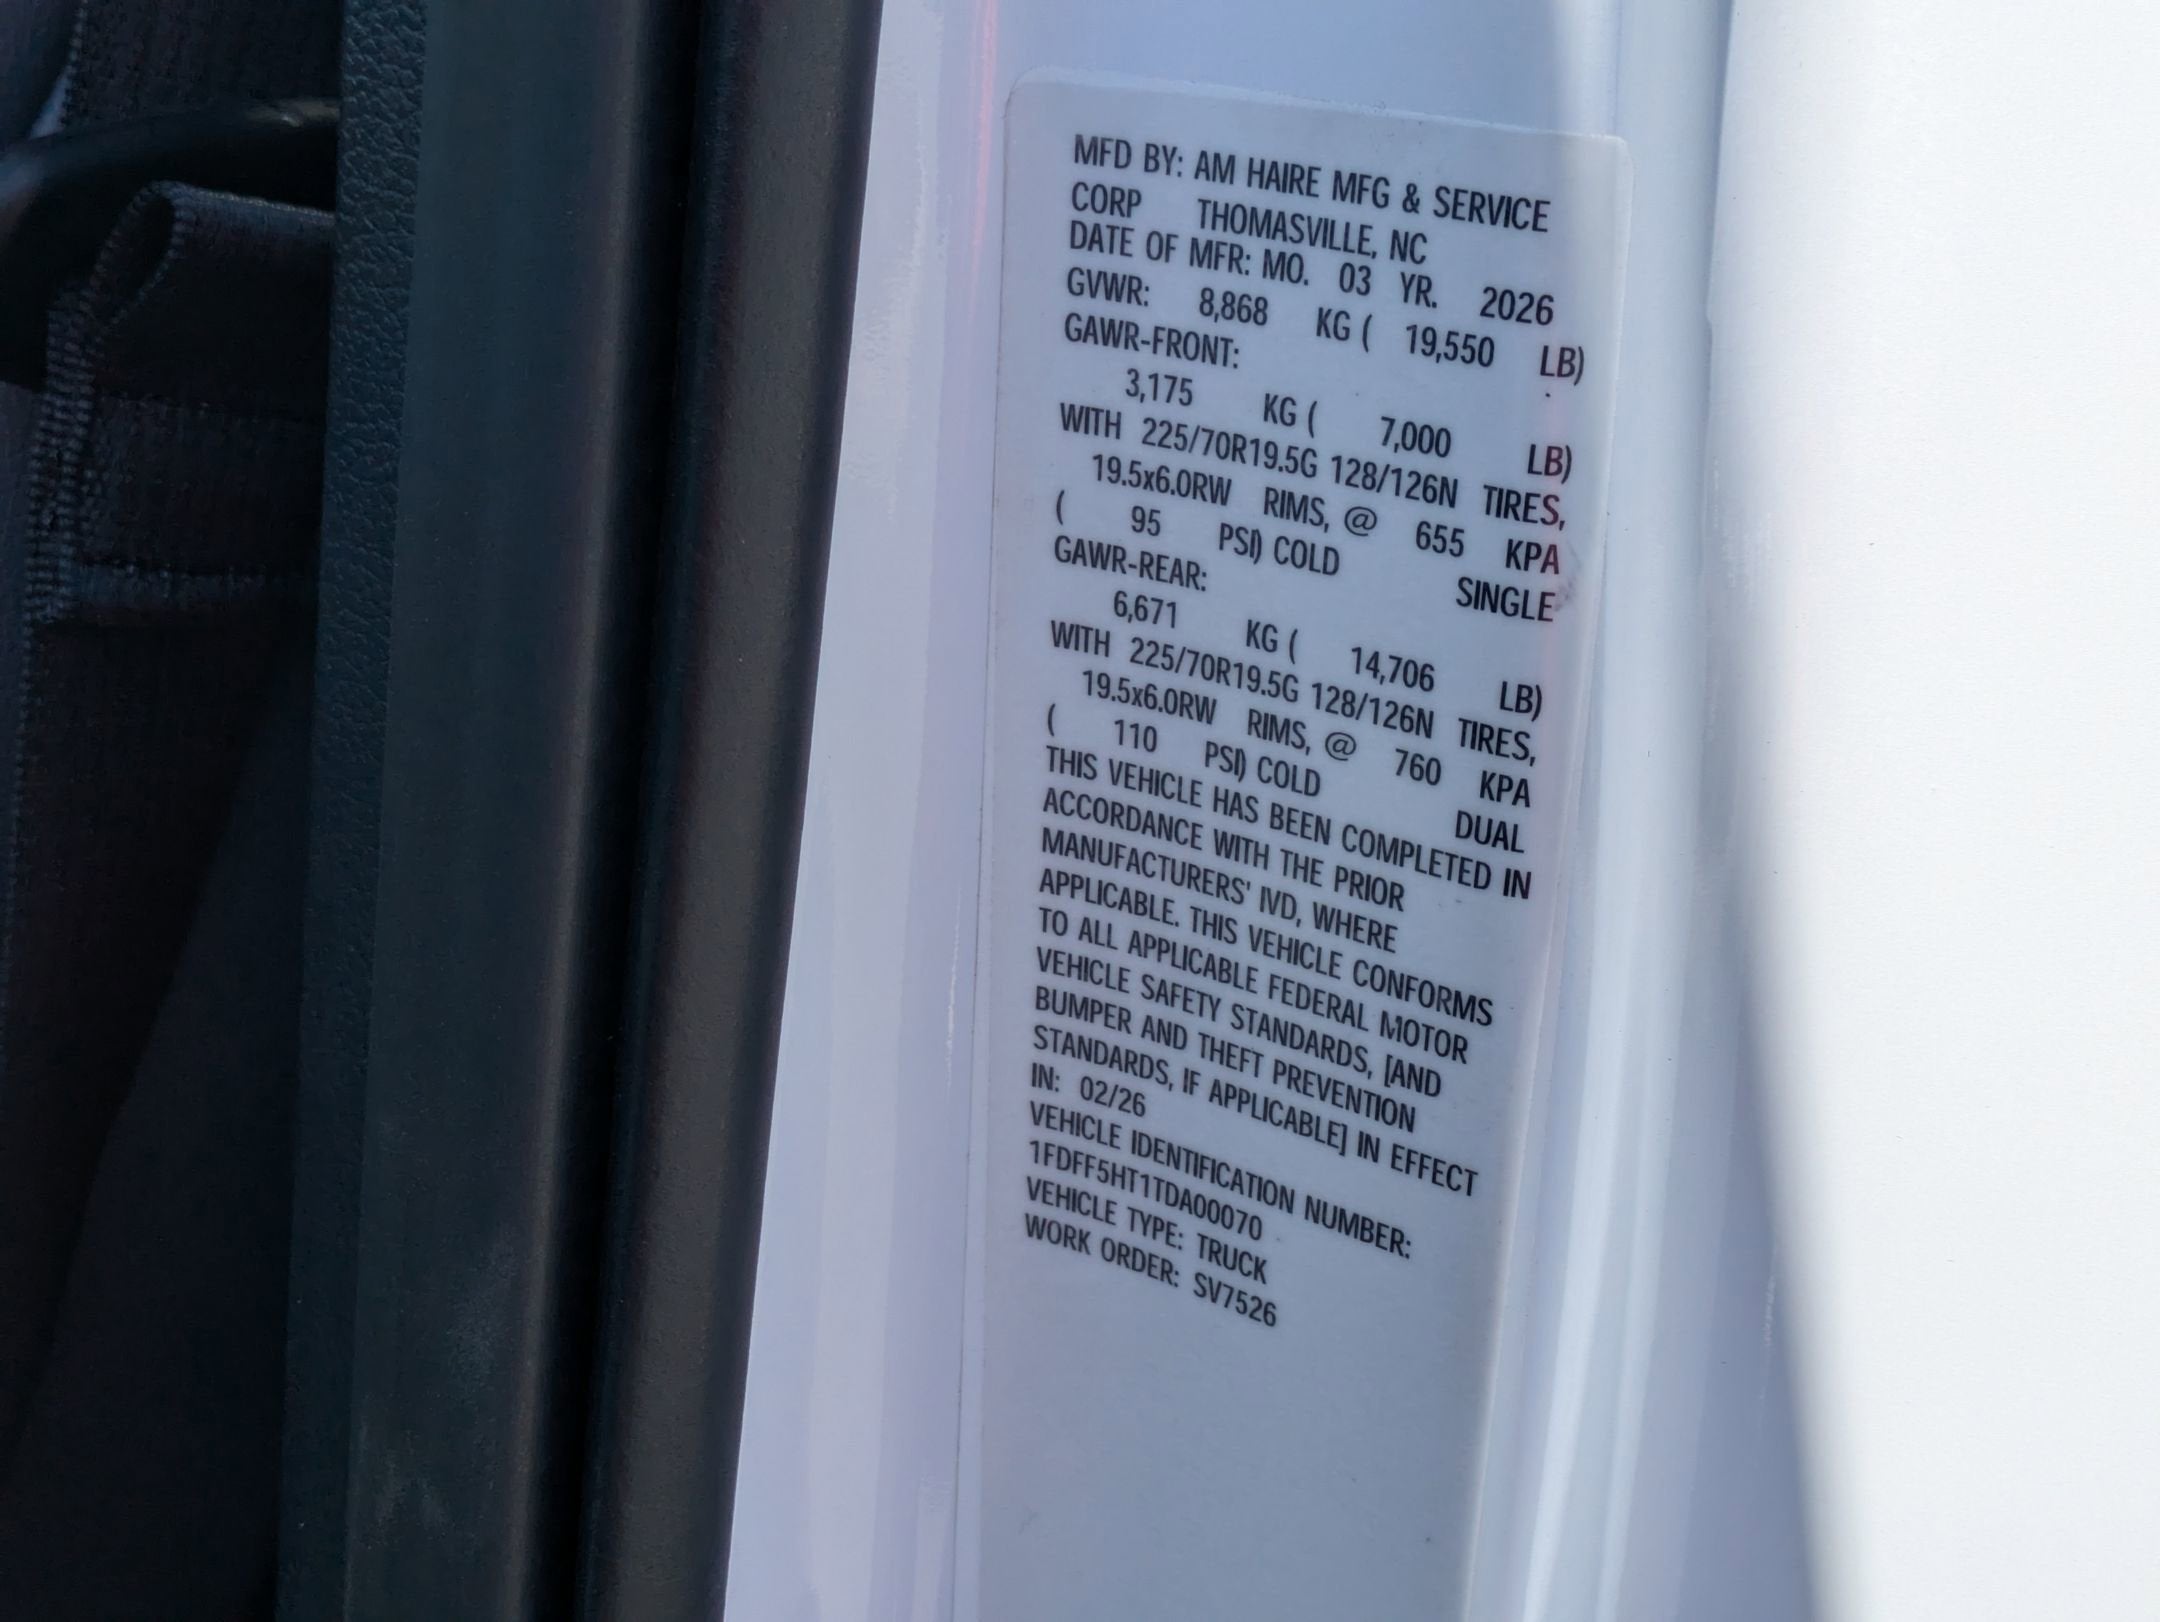 MFD BY: AM HAIRE MFG & SERVICE
CORP THOMASVILLE, NC
DATE OF MFR: MO. 03 YR. 2026
GVWR: 8,868 KG ( 19,550 LB)
GAWR-FRONT:
3,175 KG ( 7,000 LB)
WITH 225/70R19.5G 128/126N TIRES,
19.5x6.0RW RIMS, @ 655 KPA
( 95 PSI) COLD SINGLE
GAWR-REAR:
6,671 KG ( 14,706 LB)
WITH 225/70R19.5G 128/126N TIRES,
19.5x6.0RW RIMS, @ 760 KPA
( 110 PSI) COLD DUAL
THIS VEHICLE HAS BEEN COMPLETED IN
ACCORDANCE WITH THE PRIOR
MANUFACTURERS' IVD, WHERE
APPLICABLE. THIS VEHICLE CONFORMS
TO ALL APPLICABLE FEDERAL MOTOR
VEHICLE SAFETY STANDARDS, [AND
BUMPER AND THEFT PREVENTION
STANDARDS, IF APPLICABLE] IN EFFECT
IN: 02/26
VEHICLE IDENTIFICATION NUMBER:
1FDFF5HT1TDA00070
VEHICLE TYPE: TRUCK
WORK ORDER: SV7526